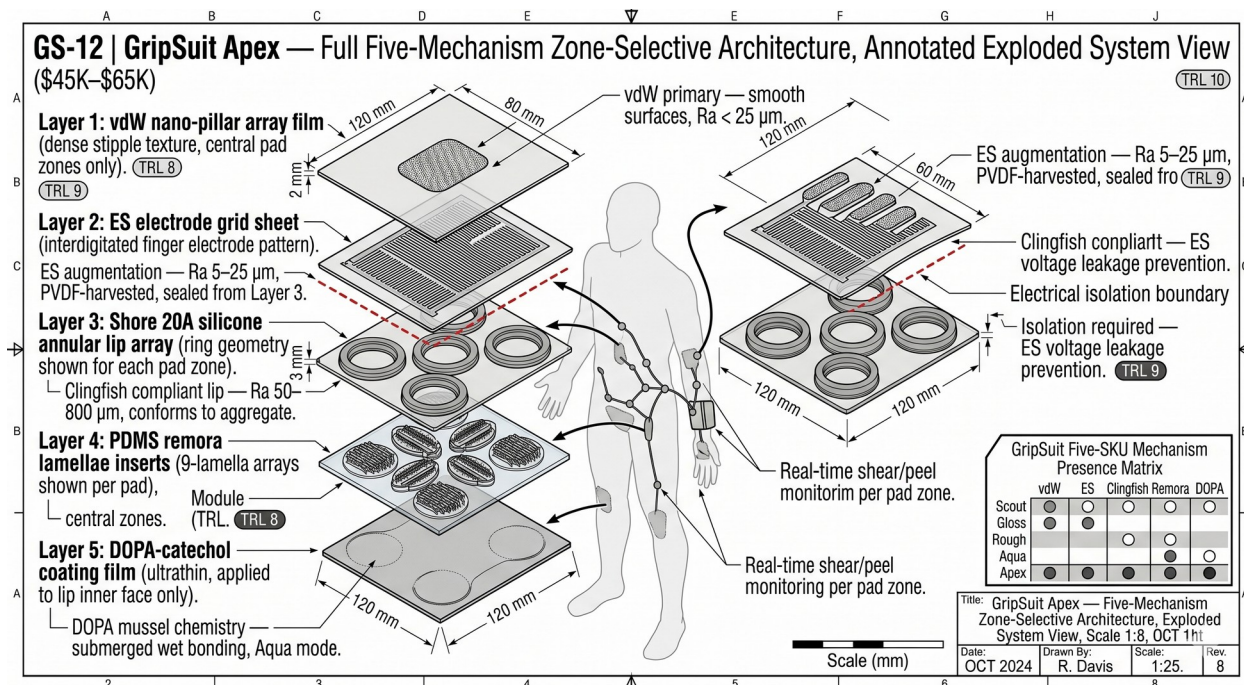 A B C D E E F G H J
GS-12 | GripSuit Apex — Full Five-Mechanism Zone-Selective Architecture, Annotated Exploded System View
($45K–$65K)
TRL 10
Layer 1: vdW nano-pillar array film
(dense stipple texture, central pad
zones only). TRL 8
TRL 9
Layer 2: ES electrode grid sheet
(interdigitated finger electrode pattern).
ES augmentation — Ra 5–25 µm,
PVDF-harvested, sealed from Layer 3.
Layer 3: Shore 20A silicone
annular lip array (ring geometry
shown for each pad zone).
Clingfish compliant lip — Ra 50–
800 µm, conforms to aggregate.
Layer 4: PDMS remora
lamellae inserts (9-lamella arrays
shown per pad),
central zones.
Module
(TRL. TRL 8
Layer 5: DOPA-catechol
coating film (ultrathin, applied
to lip inner face only).
DOPA mussel chemistry —
submerged wet bonding, Aqua mode.
120 mm
80 mm
2 mm
3 mm
120 mm
120 mm
vdW primary — smooth
surfaces, Ra < 25 µm.
120 mm
60 mm
ES augmentation — Ra 5–25 µm,
PVDF-harvested, sealed fro TRL 9
Clingfish conpliarit — ES
voltage leakage prevention.
Electrical isolation boundary
Isolation required —
ES voltage leakage
prevention. TRL 9
120 mm
120 mm
Real-time shear/peel
monitorim per pad zone.
Real-time shear/peel
monitoring per pad zone.
GripSuit Five-SKU Mechanism
Presence Matrix
vdW ES Clingfish Remora DOPA
Scout
Gloss
Rough
Aqua
Apex
Scale (mm)
Title: GripSuit Apex — Five-Mechanism
Zone-Selective Architecture, Exploded
System View, Scale 1:8, OCT
Date: OCT 2024
Drawn By: R. Davis
Scale: 1:25.
Rev. 8
A B C B A
2 3 4 5 6 8